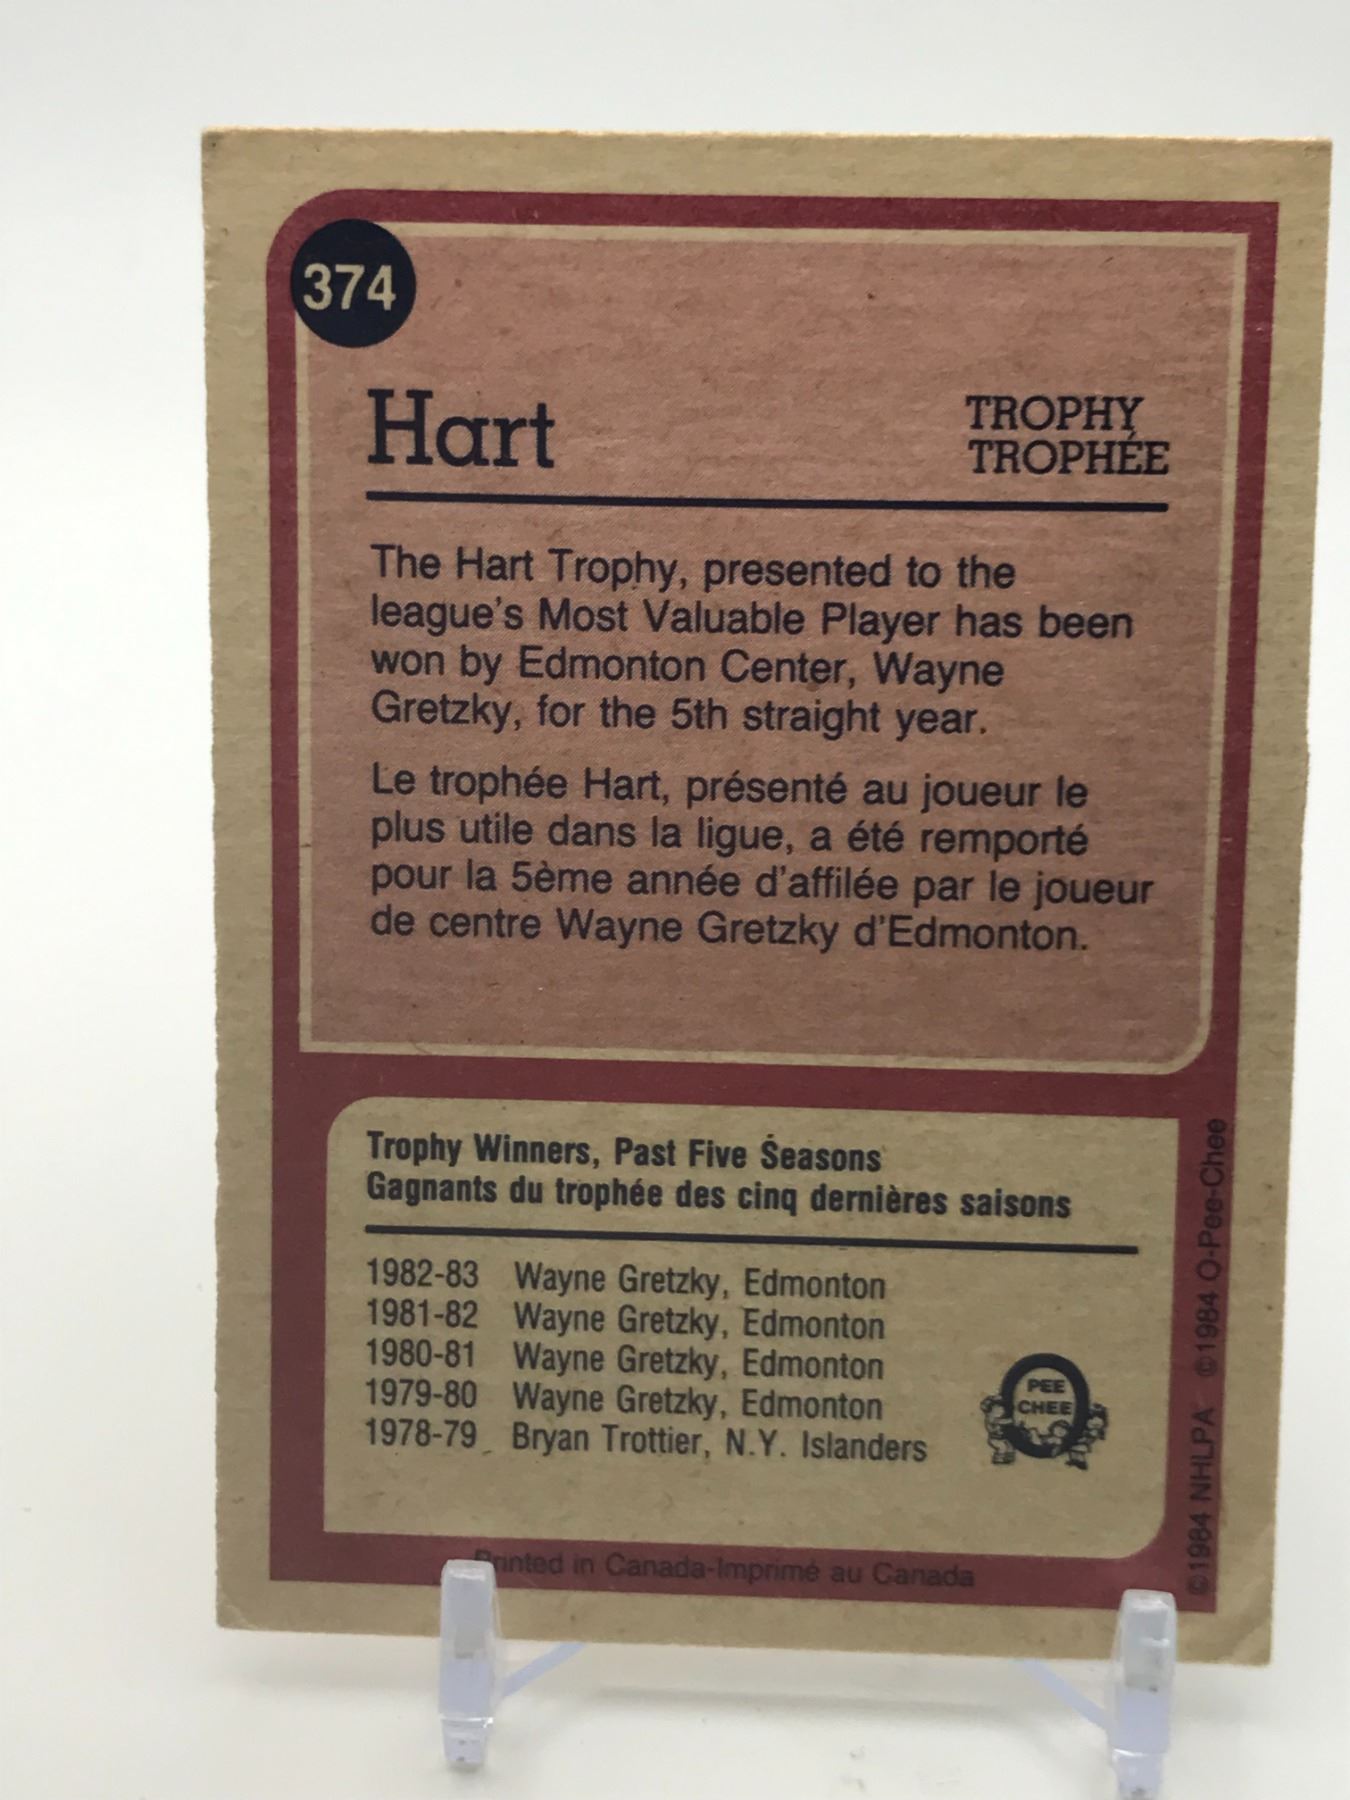 374
Hart
TROPHY
TROPHÉE
The Hart Trophy, presented to the
league's Most Valuable Player has been
won by Edmonton Center, Wayne
Gretzky, for the 5th straight year.
Le trophée Hart, présenté au joueur le
plus utile dans la ligue, a été remporté
pour la 5ème année d'affilée par le joueur
de centre Wayne Gretzky d'Edmonton.
Trophy Winners, Past Five Seasons
Gagnants du trophée des cinq dernières saisons
1982-83 Wayne Gretzky, Edmonton
1981-82 Wayne Gretzky, Edmonton
1980-81 Wayne Gretzky, Edmonton
1979-80 Wayne Gretzky, Edmonton
1978-79 Bryan Trottier, N.Y. Islanders
O
PEE
CHEE
Printed in Canada-Imprimé au Canada
©1984 NHLPA ©1984 O-Pee-Chee